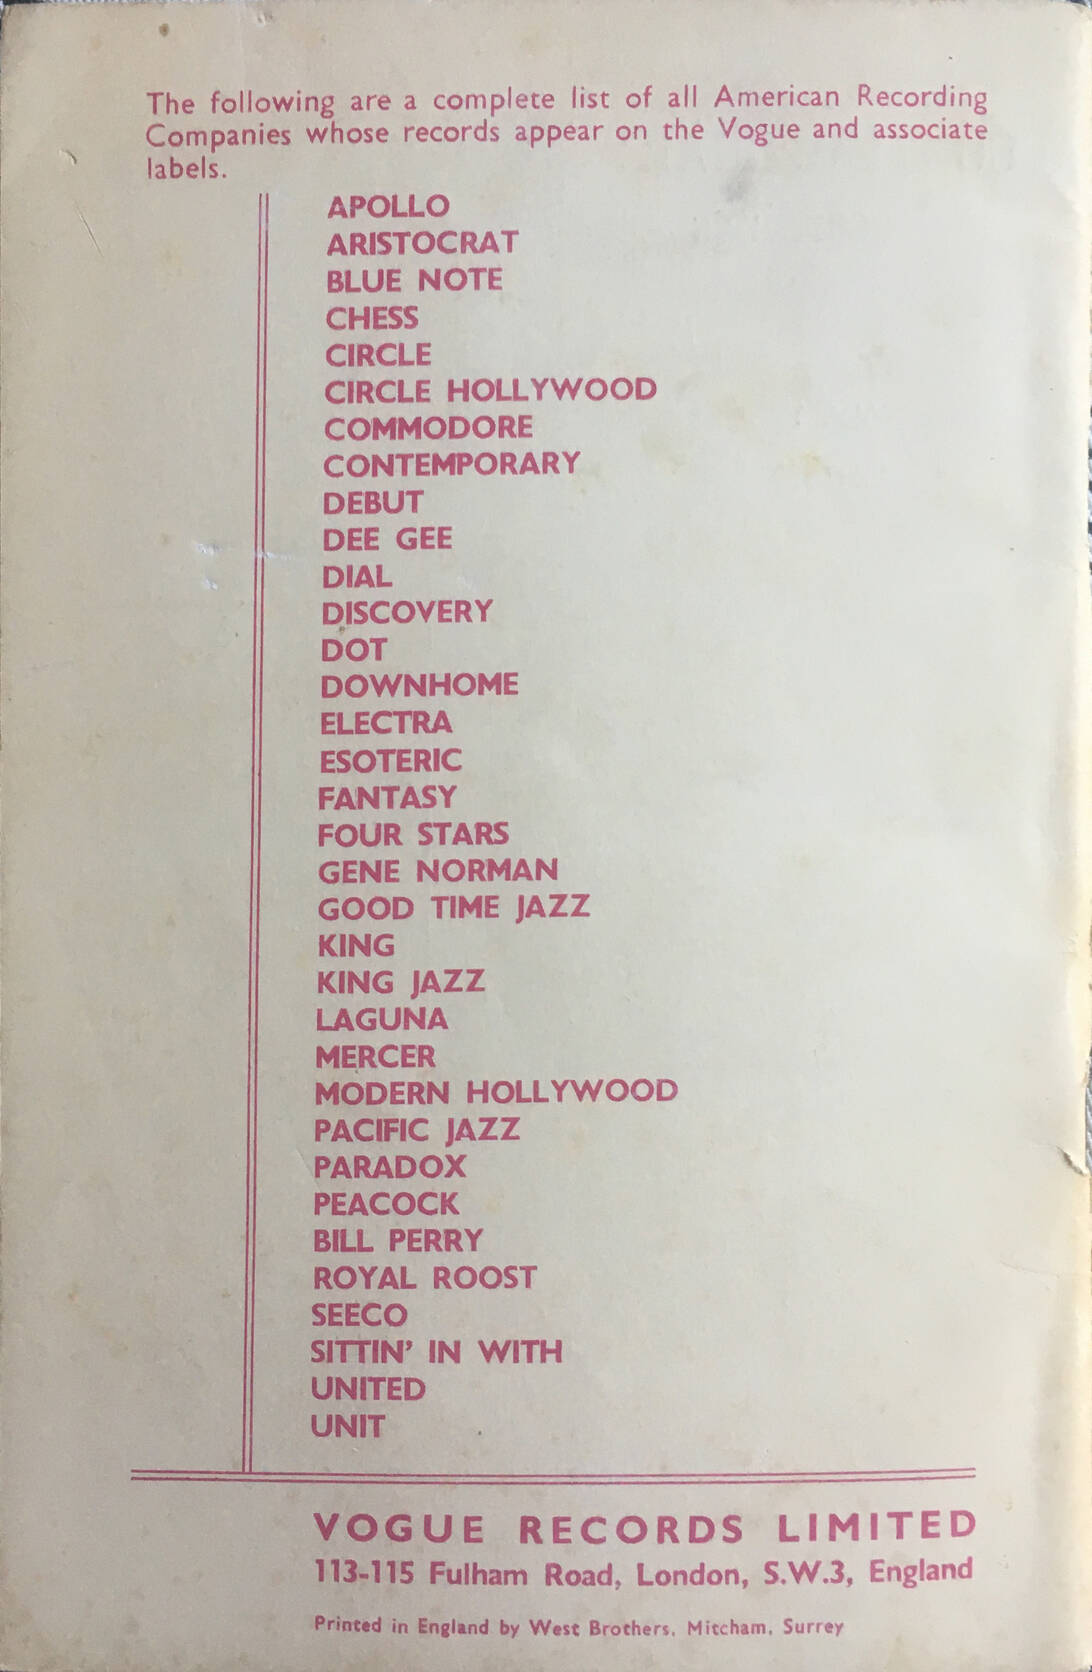 The following are a complete list of all American Recording
Companies whose records appear on the Vogue and associate
labels.
APOLLO
ARISTOCRAT
BLUE NOTE
CHESS
CIRCLE
CIRCLE HOLLYWOOD
COMMODORE
CONTEMPORARY
DEBUT
DEE GEE
DIAL
DISCOVERY
DOT
DOWNHOME
ELECTRA
ESOTERIC
FANTASY
FOUR STARS
GENE NORMAN
GOOD TIME JAZZ
KING
KING JAZZ
LAGUNA
MERCER
MODERN HOLLYWOOD
PACIFIC JAZZ
PARADOX
PEACOCK
BILL PERRY
ROYAL ROOST
SEECO
SITTIN' IN WITH
UNITED
UNIT
VOGUE RECORDS LIMITED
113-115 Fulham Road, London, S.W.3, England
Printed in England by West Brothers, Mitcham, Surrey